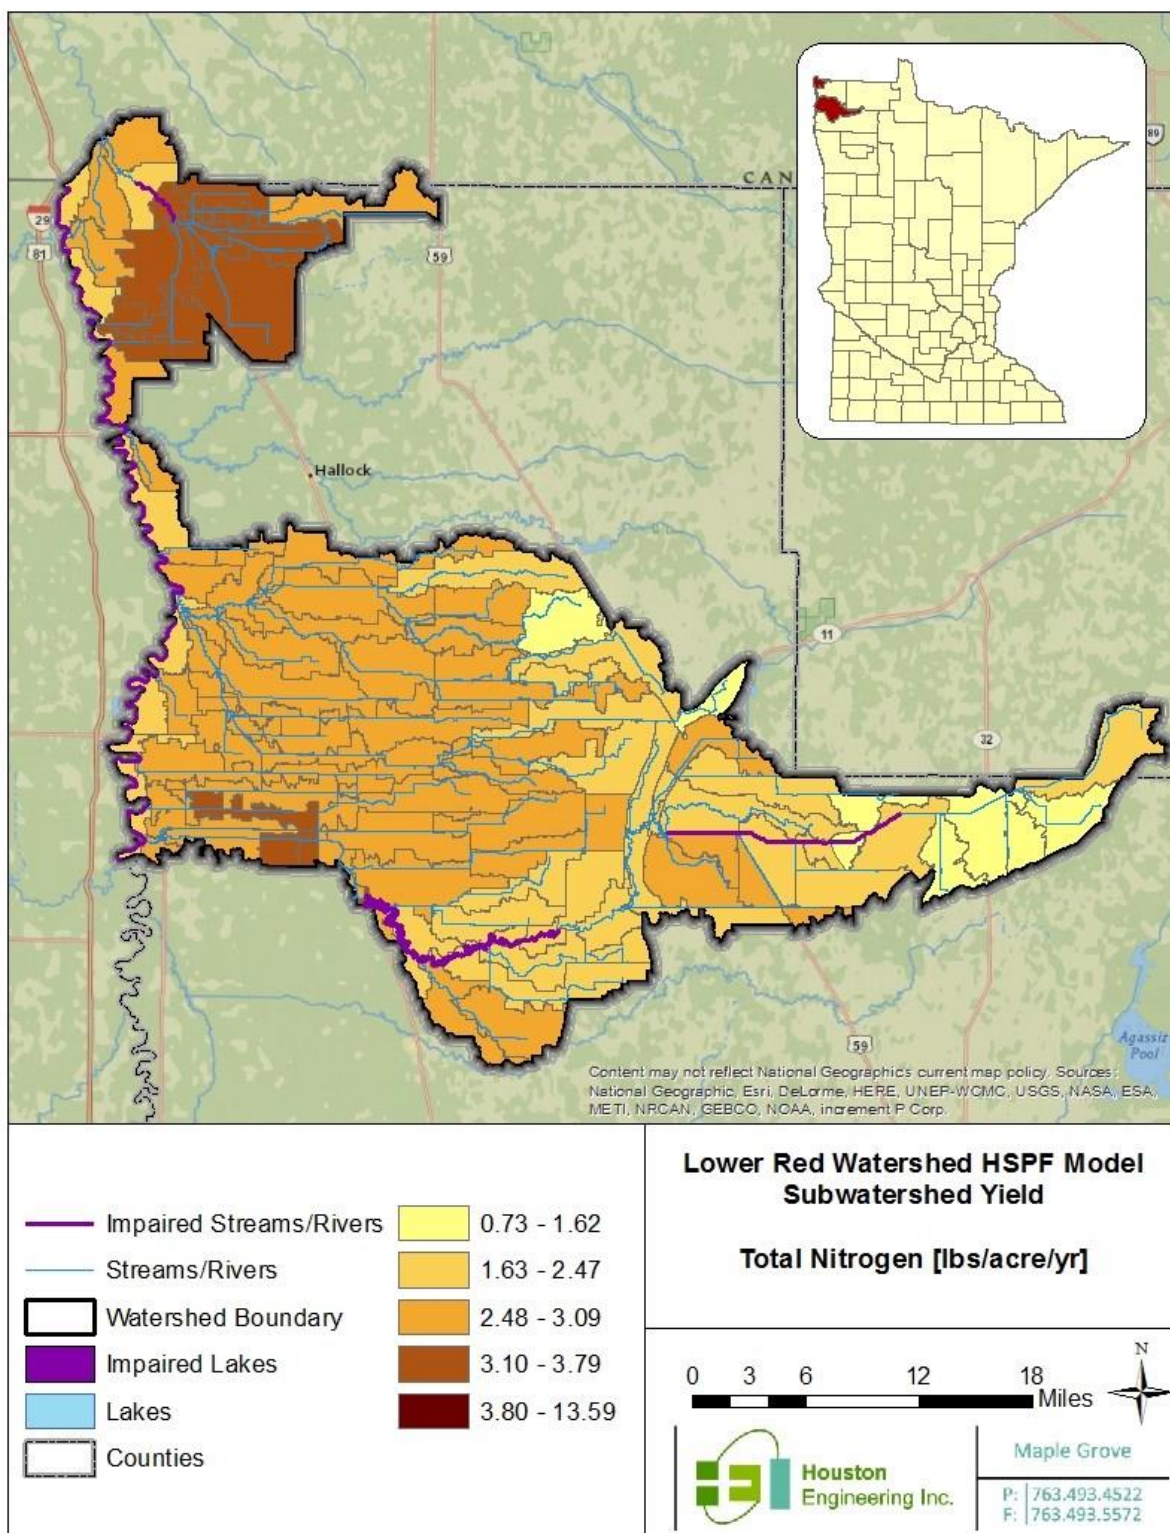 CAN
89
29
81
59
Hallock
11
32
59
Agassiz
Pool
Content may not reflect National Geographic's current map policy. Sources:
National Geographic, Esri, DeLorme, HERE, UNEP-WCMC, USGS, NASA, ESA,
METI, NRCAN, GEBCO, NOAA, increment P Corp.
Impaired Streams/Rivers
Streams/Rivers
Watershed Boundary
Impaired Lakes
Lakes
Counties
0.73 - 1.62
1.63 - 2.47
2.48 - 3.09
3.10 - 3.79
3.80 - 13.59
Lower Red Watershed HSPF Model
Subwatershed Yield
Total Nitrogen [lbs/acre/yr]
N
0 3 6 12 18
Miles
Houston
Engineering Inc.
Maple Grove
P: 763.493.4522
F: 763.493.5572